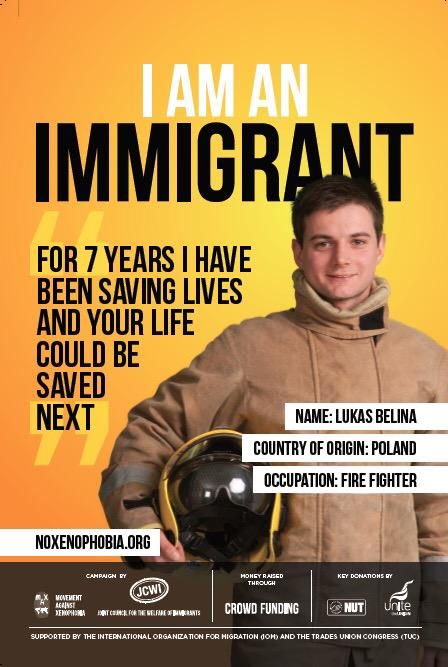 I AM AN
IMMIGRANT
“
FOR 7 YEARS I HAVE
BEEN SAVING LIVES
AND YOUR LIFE
COULD BE
SAVED
NEXT
”
NAME: LUKAS BELINA
COUNTRY OF ORIGIN: POLAND
OCCUPATION: FIRE FIGHTER
NOXENOPHOBIA.ORG
CAMPAIGN BY
MOVEMENT
AGAINST
XENOPHOBIA
JCWI
JOINT COUNCIL FOR THE WELFARE OF IMMIGRANTS
MONEY RAISED
THROUGH
CROWD FUNDING
KEY DONATIONS BY
NUT
unite
the UNION
SUPPORTED BY THE INTERNATIONAL ORGANIZATION FOR MIGRATION (IOM) AND THE TRADES UNION CONGRESS (TUC)